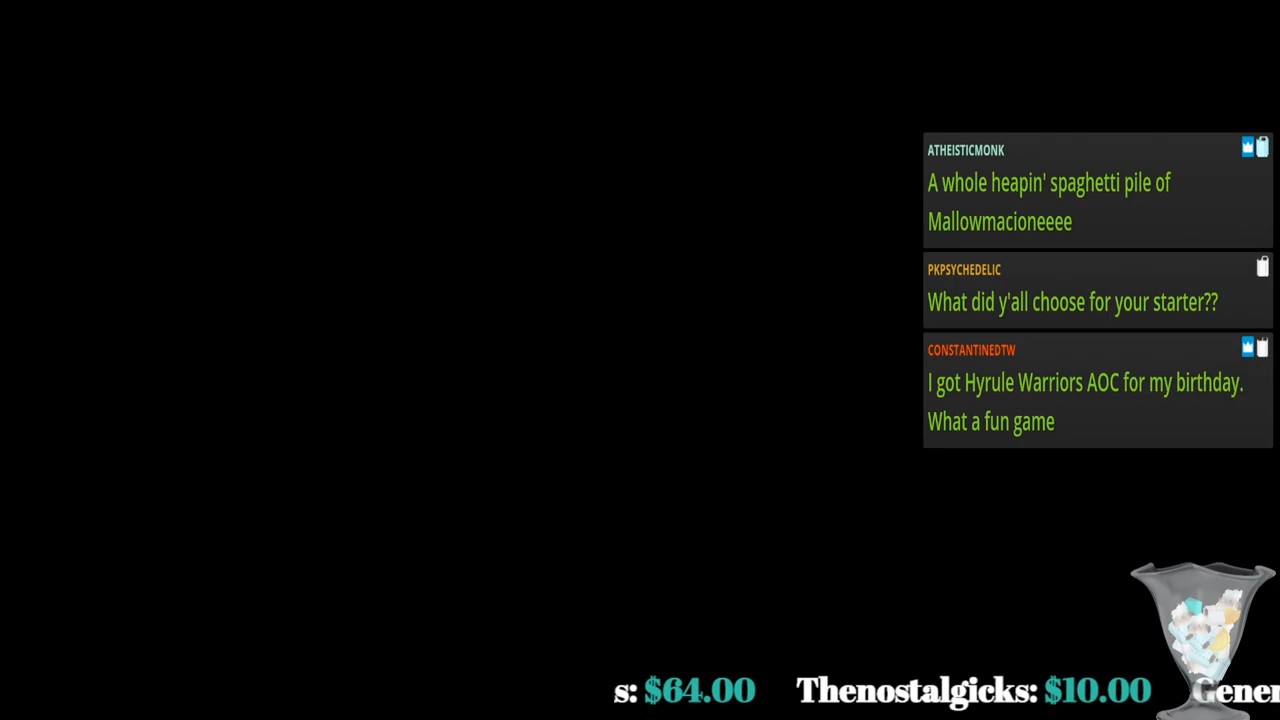 ATHEISTICMONK
A whole heapin' spaghetti pile of
Mallowmacioneeee
PKPSYCHEDELIC
What did y'all choose for your starter??
CONSTANTINEDTW
I got Hyrule Warriors AOC for my birthday.
What a fun game
s: $64.00 Thenostalgicks: $10.00 Gener